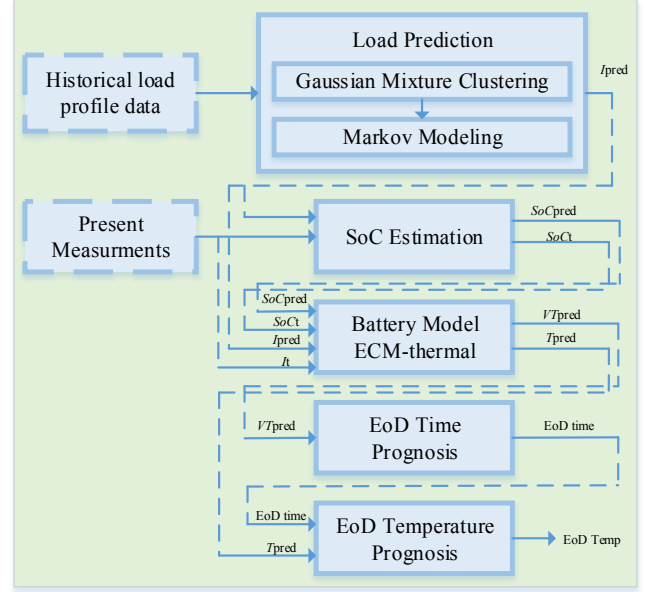 Load Prediction
Historical load
profile data
Gaussian Mixture Clustering
Ipred
Markov Modeling
Present
Measurments
SoC Estimation
SoCpred
SoCt
SoCpred
SoCt
Ipred
It
Battery Model
ECM-thermal
VTpred
Tpred
VTpred
EoD Time
Prognosis
EoD time
EoD time
Tpred
EoD Temperature
Prognosis
EoD Temp